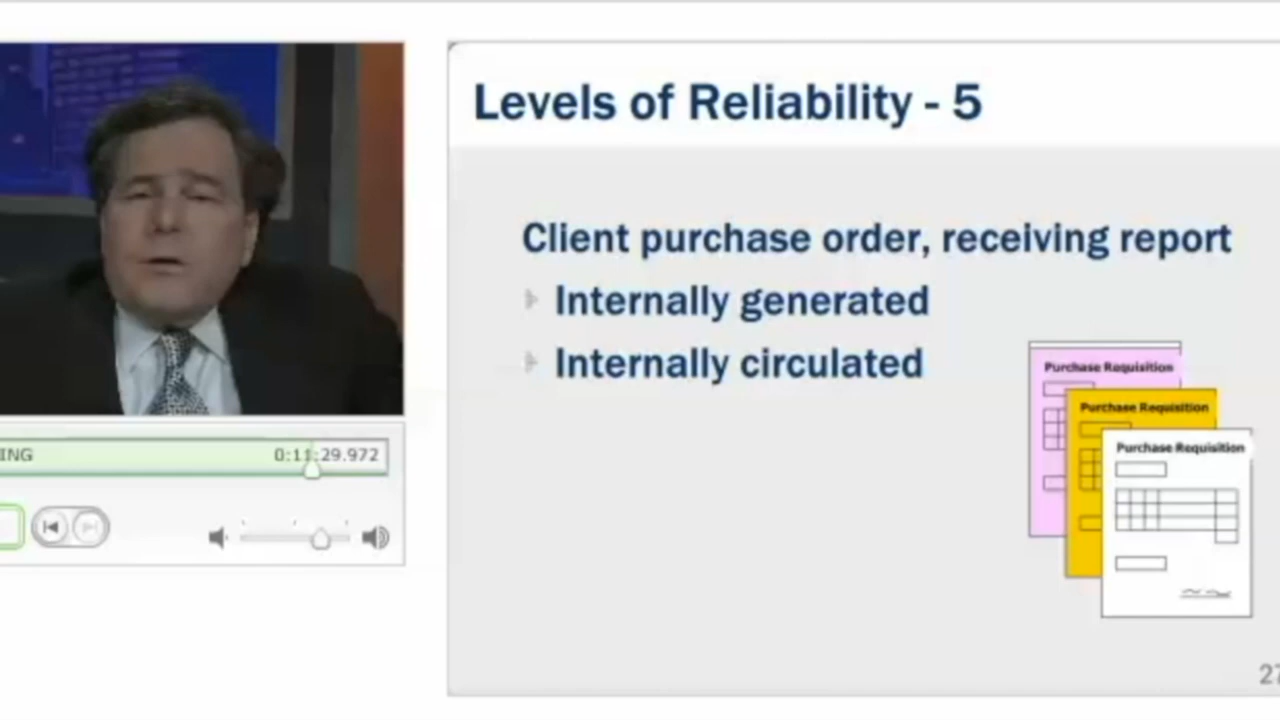 Levels of Reliability - 5
Client purchase order, receiving report
Internally generated
Internally circulated
Purchase Requisition
Purchase Requisition
Purchase Requisition
ING 0:11:29.972
27